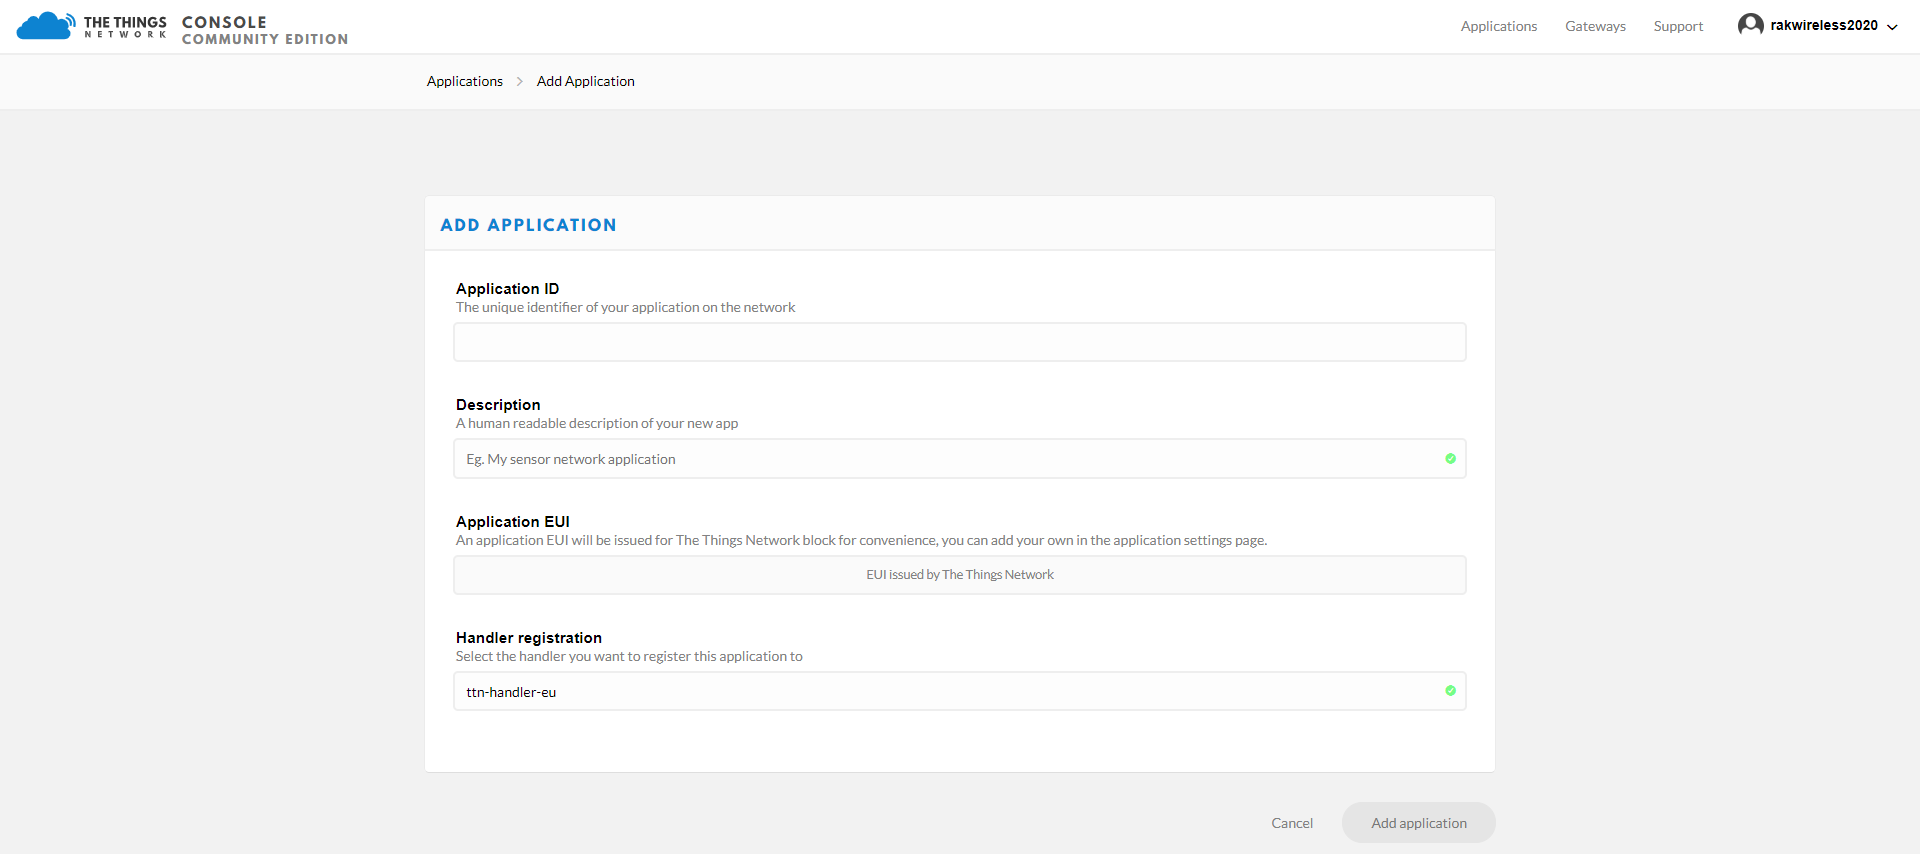 THE THINGS
NETWORK
CONSOLE
COMMUNITY EDITION
Applications
Gateways
Support
rakwireless2020
Applications
Add Application
ADD APPLICATION
Application ID
The unique identifier of your application on the network
Description
A human readable description of your new app
Eg. My sensor network application
Application EUI
An application EUI will be issued for The Things Network block for convenience, you can add your own in the application settings page.
EUI issued by The Things Network
Handler registration
Select the handler you want to register this application to
ttn-handler-eu
Cancel
Add application